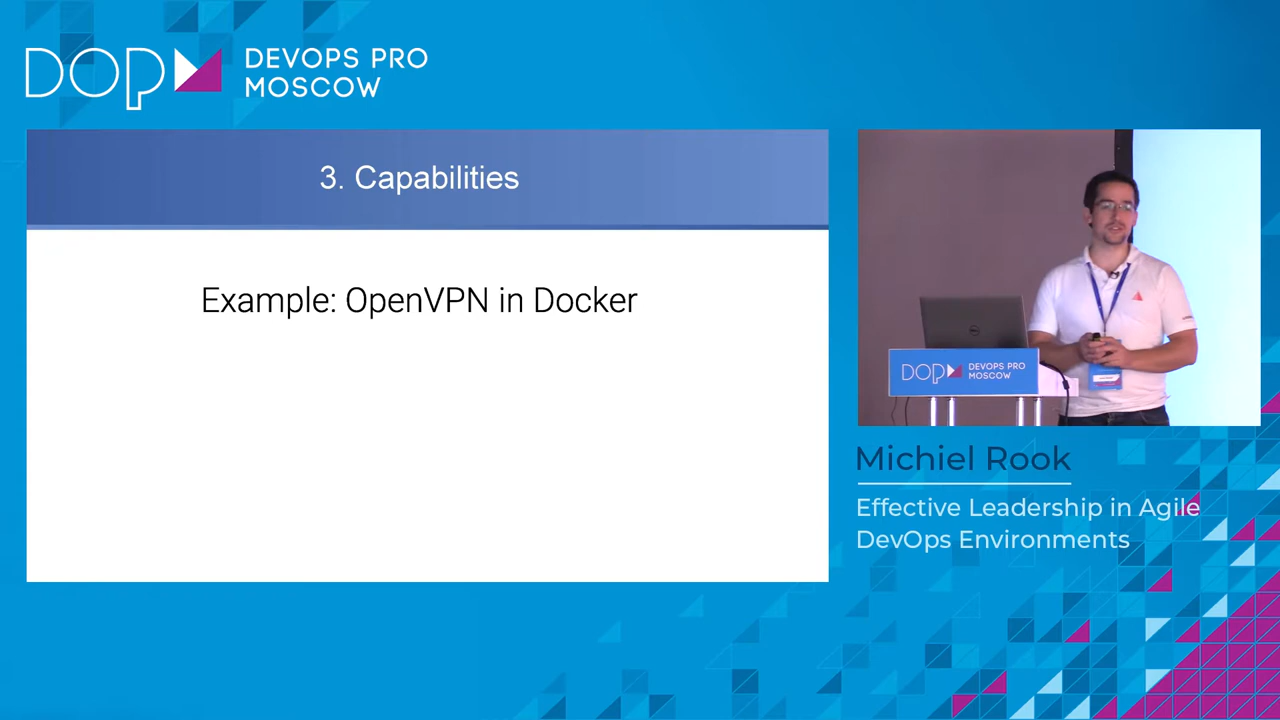 DOP DEVOPS PRO
MOSCOW
3. Capabilities
Example: OpenVPN in Docker
DELL
DOP DEVOPS PRO
MOSCOW
Michiel Rook
Effective Leadership in Agile
DevOps Environments